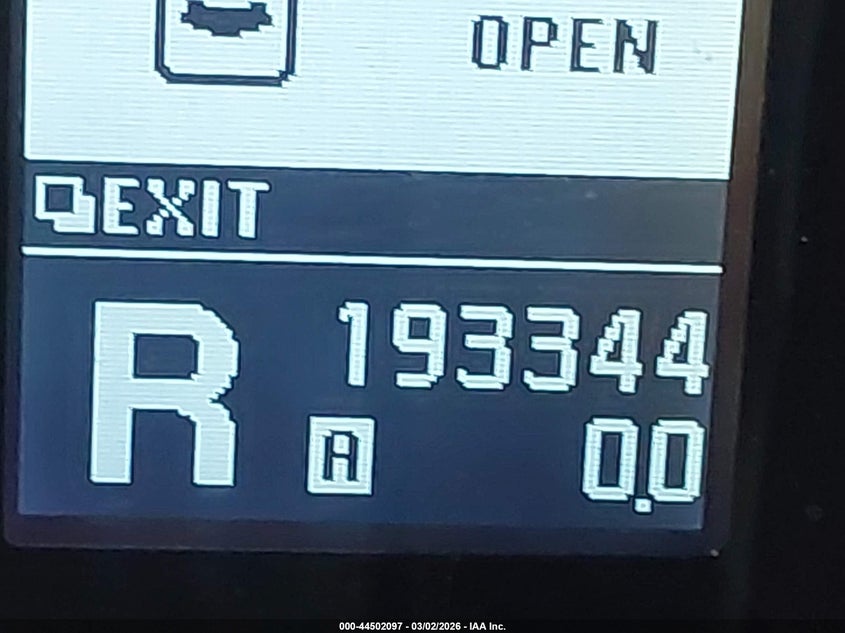 OPEN
EXIT
R 193344
A 0.0
000-44502097 - 03/02/2026 - IAA Inc.